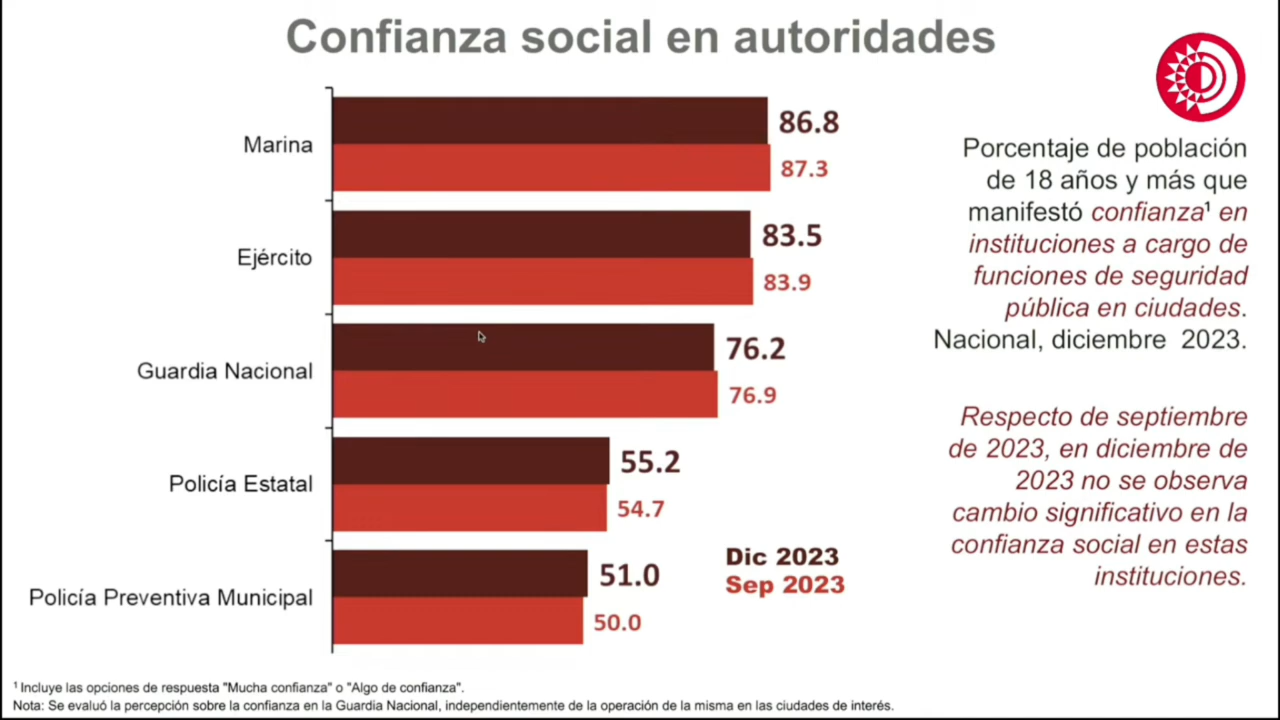 Confianza social en autoridades
Marina
86.8
87.3
Ejército
83.5
83.9
Guardia Nacional
76.2
76.9
Policía Estatal
55.2
54.7
Policía Preventiva Municipal
51.0
50.0
Dic 2023
Sep 2023
Porcentaje de población
de 18 años y más que
manifestó confianza¹ en
instituciones a cargo de
funciones de seguridad
pública en ciudades.
Nacional, diciembre 2023.
Respecto de septiembre
de 2023, en diciembre de
2023 no se observa
cambio significativo en la
confianza social en estas
instituciones.
¹ Incluye las opciones de respuesta "Mucha confianza" o "Algo de confianza".
Nota: Se evaluó la percepción sobre la confianza en la Guardia Nacional, independientemente de la operación de la misma en las ciudades de interés.